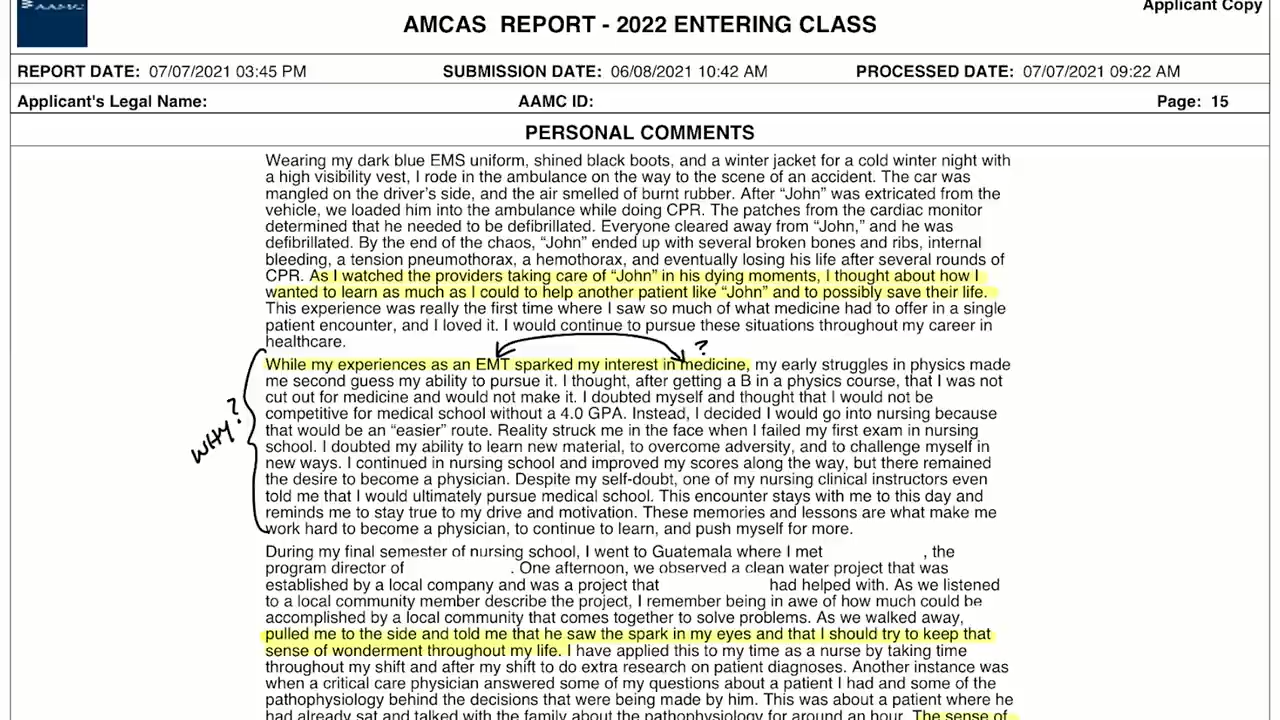 AAMC
Applicant Copy
AMCAS REPORT - 2022 ENTERING CLASS
REPORT DATE: 07/07/2021 03:45 PM SUBMISSION DATE: 06/08/2021 10:42 AM PROCESSED DATE: 07/07/2021 09:22 AM
Applicant's Legal Name: AAMC ID: Page: 15
PERSONAL COMMENTS
Wearing my dark blue EMS uniform, shined black boots, and a winter jacket for a cold winter night with
a high visibility vest, I rode in the ambulance on the way to the scene of an accident. The car was
mangled on the driver's side, and the air smelled of burnt rubber. After “John” was extricated from the
vehicle, we loaded him into the ambulance while doing CPR. The patches from the cardiac monitor
determined that he needed to be defibrillated. Everyone cleared away from “John,” and he was
defibrillated. By the end of the chaos, “John” ended up with several broken bones and ribs, internal
bleeding, a tension pneumothorax, a hemothorax, and eventually losing his life after several rounds of
CPR. As I watched the providers taking care of “John” in his dying moments, I thought about how I
wanted to learn as much as I could to help another patient like “John” and to possibly save their life.
This experience was really the first time where I saw so much of what medicine had to offer in a single
patient encounter, and I loved it. I would continue to pursue these situations throughout my career in
healthcare.
?
While my experiences as an EMT sparked my interest in medicine, my early struggles in physics made
me second guess my ability to pursue it. I thought, after getting a B in a physics course, that I was not
cut out for medicine and would not make it. I doubted myself and thought that I would not be
competitive for medical school without a 4.0 GPA. Instead, I decided I would go into nursing because
that would be an “easier” route. Reality struck me in the face when I failed my first exam in nursing
WHY?
school. I doubted my ability to learn new material, to overcome adversity, and to challenge myself in
new ways. I continued in nursing school and improved my scores along the way, but there remained
the desire to become a physician. Despite my self-doubt, one of my nursing clinical instructors even
told me that I would ultimately pursue medical school. This encounter stays with me to this day and
reminds me to stay true to my drive and motivation. These memories and lessons are what make me
work hard to become a physician, to continue to learn, and push myself for more.
During my final semester of nursing school, I went to Guatemala where I met , the
program director of . One afternoon, we observed a clean water project that was
established by a local company and was a project that had helped with. As we listened
to a local community member describe the project, I remember being in awe of how much could be
accomplished by a local community that comes together to solve problems. As we walked away,
pulled me to the side and told me that he saw the spark in my eyes and that I should try to keep that
sense of wonderment throughout my life. I have applied this to my time as a nurse by taking time
throughout my shift and after my shift to do extra research on patient diagnoses. Another instance was
when a critical care physician answered some of my questions about a patient I had and some of the
pathophysiology behind the decisions that were being made by him. This was about a patient where he
had already sat and talked with the family about the pathophysiology for around an hour. The sense of